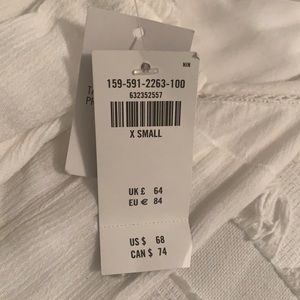 159-591-2263-100
632352557
X SMALL
UK £ 64
EU € 84
US $ 68
CAN $ 74